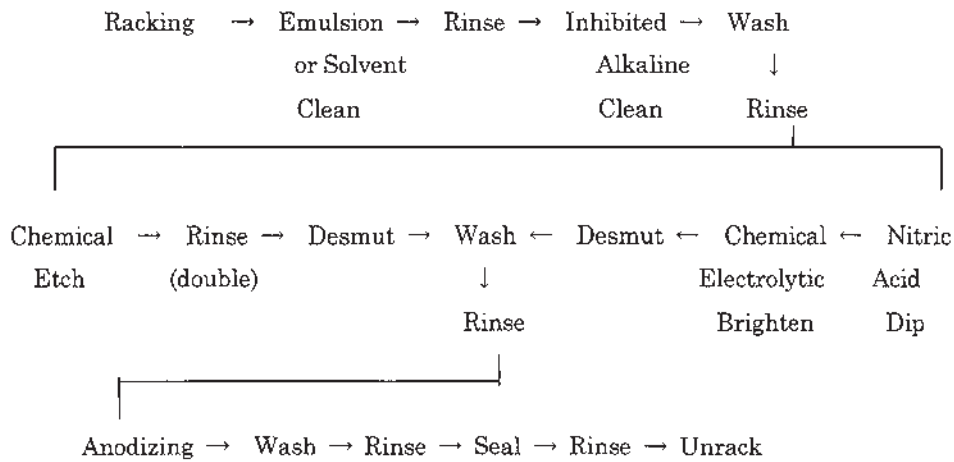 Racking → Emulsion → Rinse → Inhibited → Wash
or Solvent Alkaline ↓
Clean Clean Rinse
Chemical → Rinse → Desmut → Wash ← Desmut ← Chemical ← Nitric
Etch (double) ↓ Electrolytic Acid
Rinse Brighten Dip
Anodizing → Wash → Rinse → Seal → Rinse → Unrack